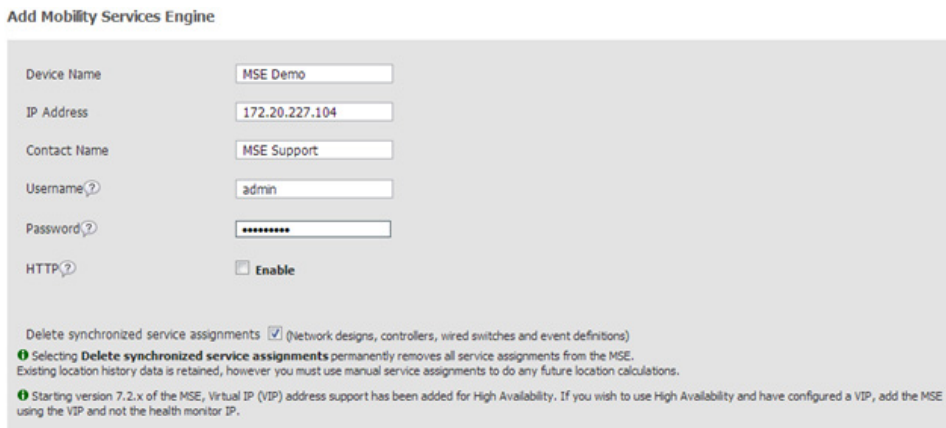 Add Mobility Services Engine
Device Name MSE Demo
IP Address 172.20.227.104
Contact Name MSE Support
Username ? admin
Password ? •••••••••
HTTP ? Enable
Delete synchronized service assignments (Network designs, controllers, wired switches and event definitions)
Selecting Delete synchronized service assignments permanently removes all service assignments from the MSE.
Existing location history data is retained, however you must use manual service assignments to do any future location calculations.
Starting version 7.2.x of the MSE, Virtual IP (VIP) address support has been added for High Availability. If you wish to use High Availability and have configured a VIP, add the MSE
using the VIP and not the health monitor IP.